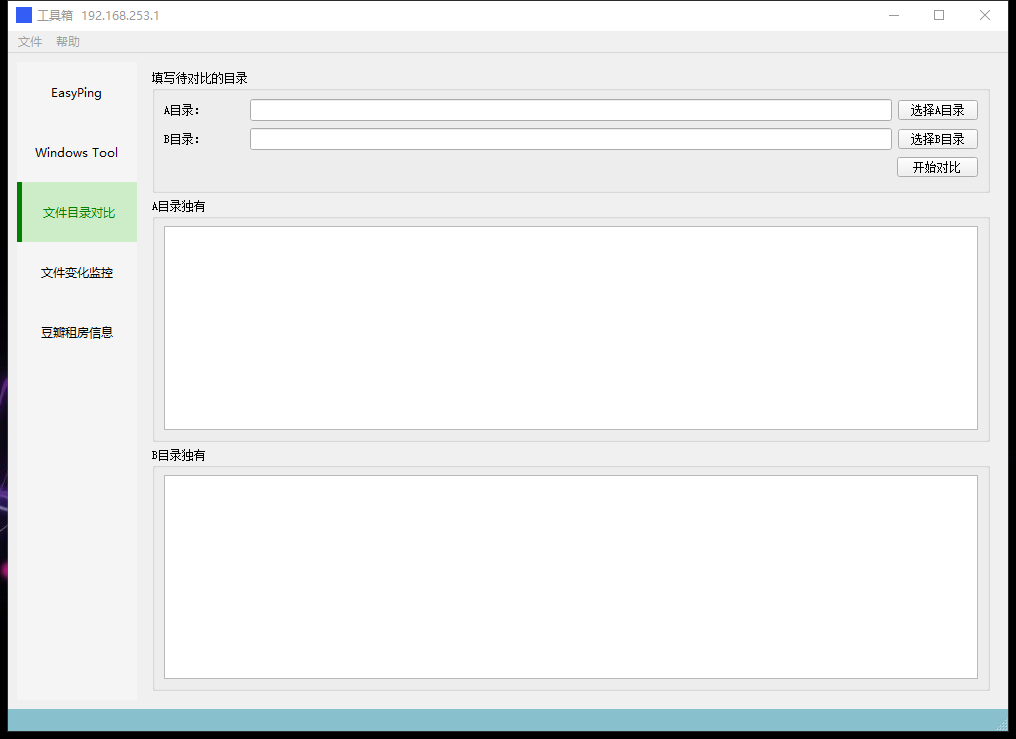 工具箱 192.168.253.1
文件 帮助
EasyPing
Windows Tool
文件目录对比
文件变化监控
豆瓣租房信息
填写待对比的目录
A目录： 选择A目录
B目录： 选择B目录
开始对比
A目录独有
B目录独有